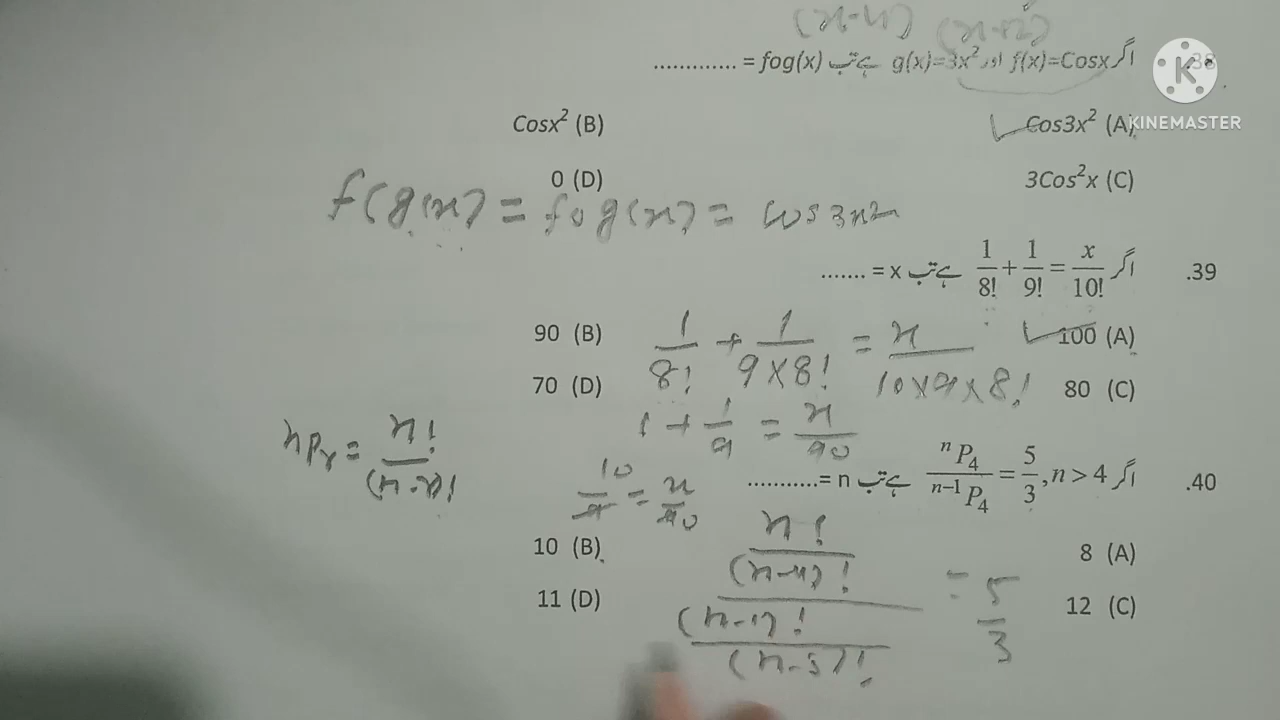 (x-4) (x+2)
.38 اگر f(x)=Cosx اور g(x)=3x² ہے تب fog(x) = .............
KINEMASTER
Cos3x² (A) Cosx² (B)
3Cos²x (C) 0 (D)
f(g(x) = fog(x) = cos3x2
.39 اگر 1/8! + 1/9! = x/10! ہے تب x = .......
100 (A) 90 (B)
1/8! + 1/9×8! = x/10×9×8!
80 (C) 70 (D)
1 + 1/9 = x/90
nPr = n!/(n-r)!
.40 اگر ⁿP₄/ⁿ⁻¹P₄ = 5/3, n > 4 ہے تب n = ...........
10/9 = x/90
8 (A) 10 (B)
12 (C) 11 (D)
n!/(n-4)! / (n-1)!/(n-5)! = 5/3